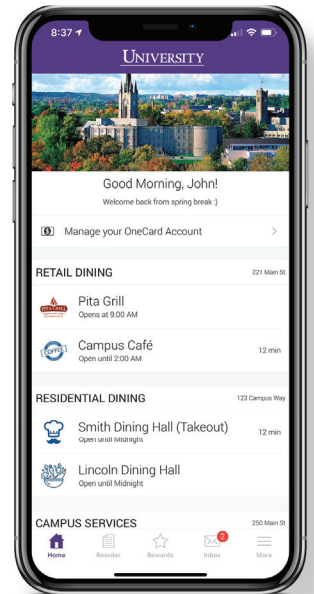 8:37
UNIVERSITY
Good Morning, John!
Welcome back from spring break :)
Manage your OneCard Account
RETAIL DINING
221 Main St
PITA GRILL
Pita Grill
Opens at 9:00 AM
COFFEE
Campus Café
Open until 2:00 AM
12 min
RESIDENTIAL DINING
123 Campus Way
Smith Dining Hall (Takeout)
Open until Midnight
12 min
Lincoln Dining Hall
Open until Midnight
CAMPUS SERVICES
250 Main St
2
Home
Reorder
Rewards
Inbox
More